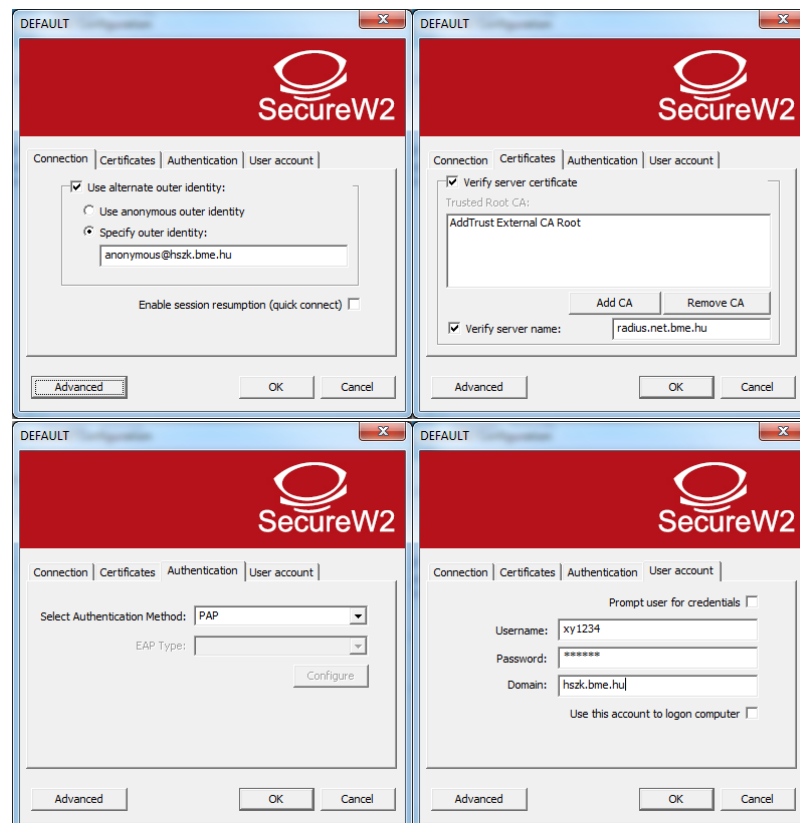 DEFAULT
x
SecureW2
Connection
Certificates
Authentication
User account
Use alternate outer identity:
Use anonymous outer identity
Specify outer identity:
anonymous@hszk.bme.hu
Enable session resumption (quick connect)
Advanced
OK
Cancel
DEFAULT
x
SecureW2
Connection
Certificates
Authentication
User account
Verify server certificate
Trusted Root CA:
AddTrust External CA Root
Add CA
Remove CA
Verify server name:
radius.net.bme.hu
Advanced
OK
Cancel
DEFAULT
x
SecureW2
Connection
Certificates
Authentication
User account
Select Authentication Method: PAP
EAP Type:
Configure
Advanced
OK
Cancel
DEFAULT
x
SecureW2
Connection
Certificates
Authentication
User account
Prompt user for credentials
Username: xy1234
Password: ******
Domain: hszk.bme.hu
Use this account to logon computer
Advanced
OK
Cancel